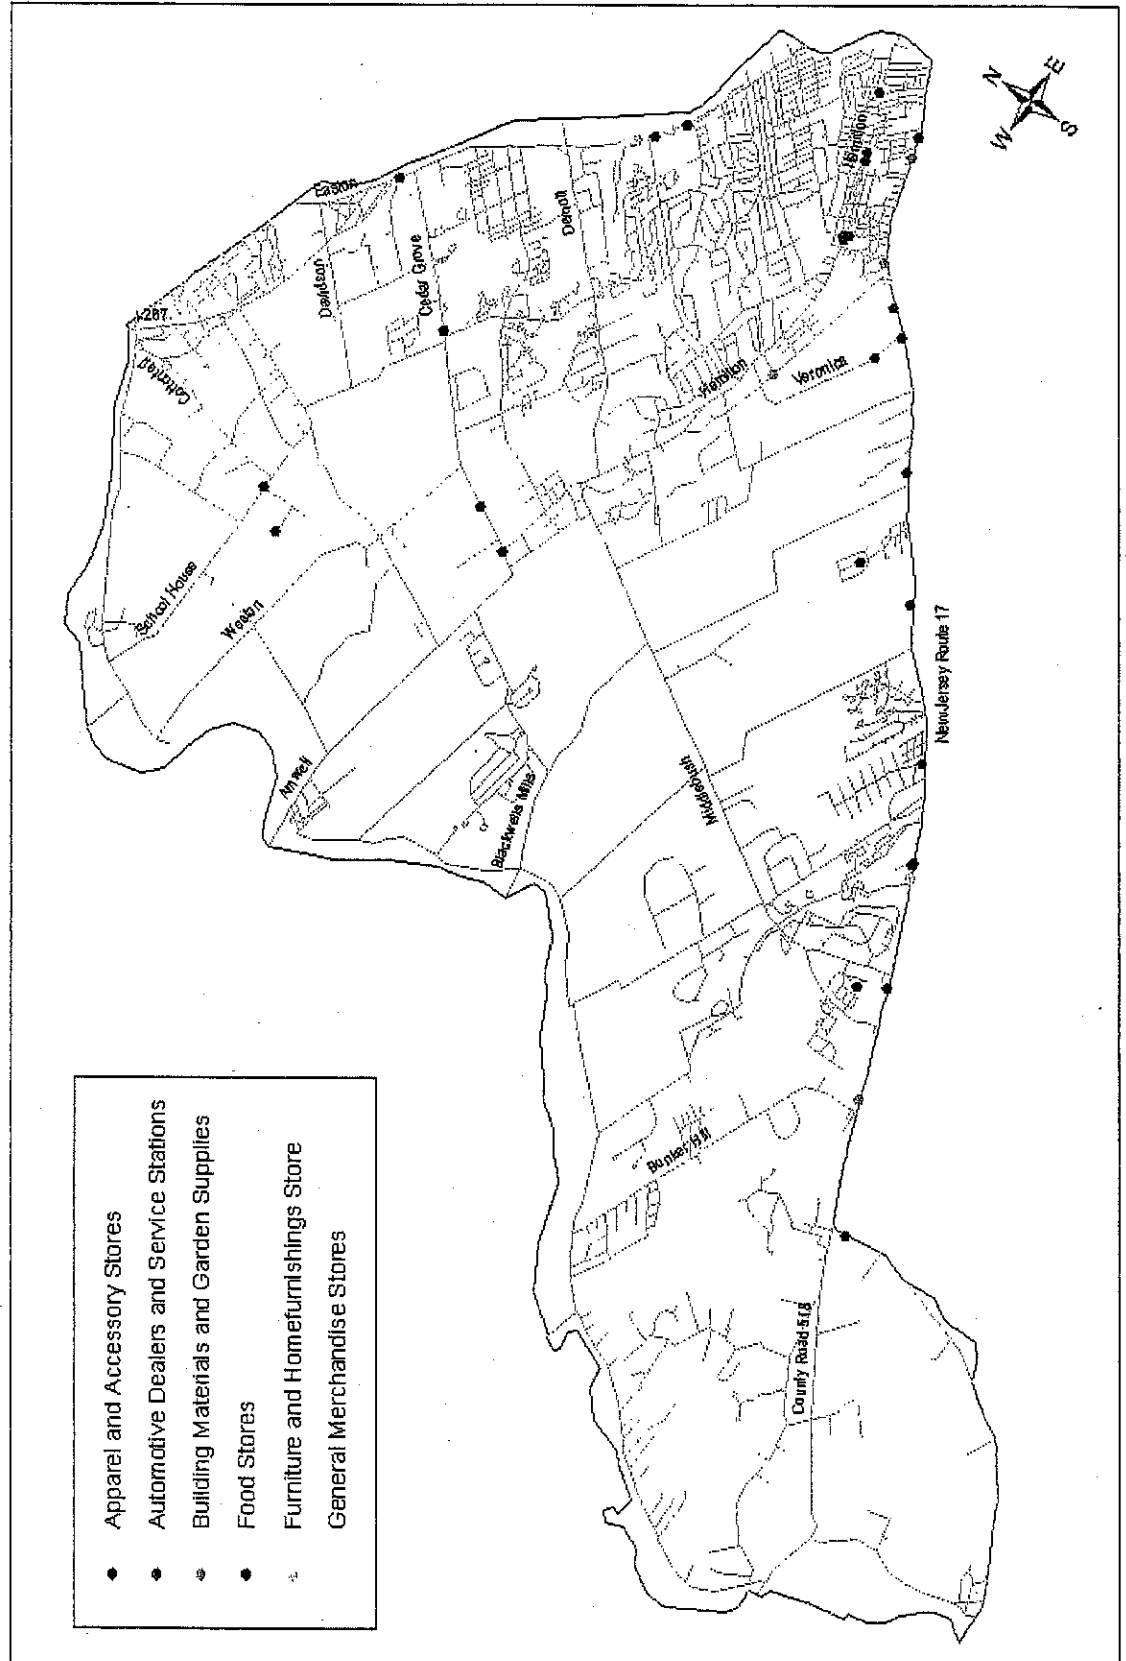 N
E
S
W
Easton
I-287
Davidson
Cedar Grove
Demott
Hamilton
Cottontail
Hamilton
Veronica
School House
Weston
Amwell
Blackwells Mills
Middlebush
New Jersey Route 17
Bunker Hill
County Road 518
Apparel and Accessory Stores
Automotive Dealers and Service Stations
Building Materials and Garden Supplies
Food Stores
Furniture and Homefurnishings Store
General Merchandise Stores